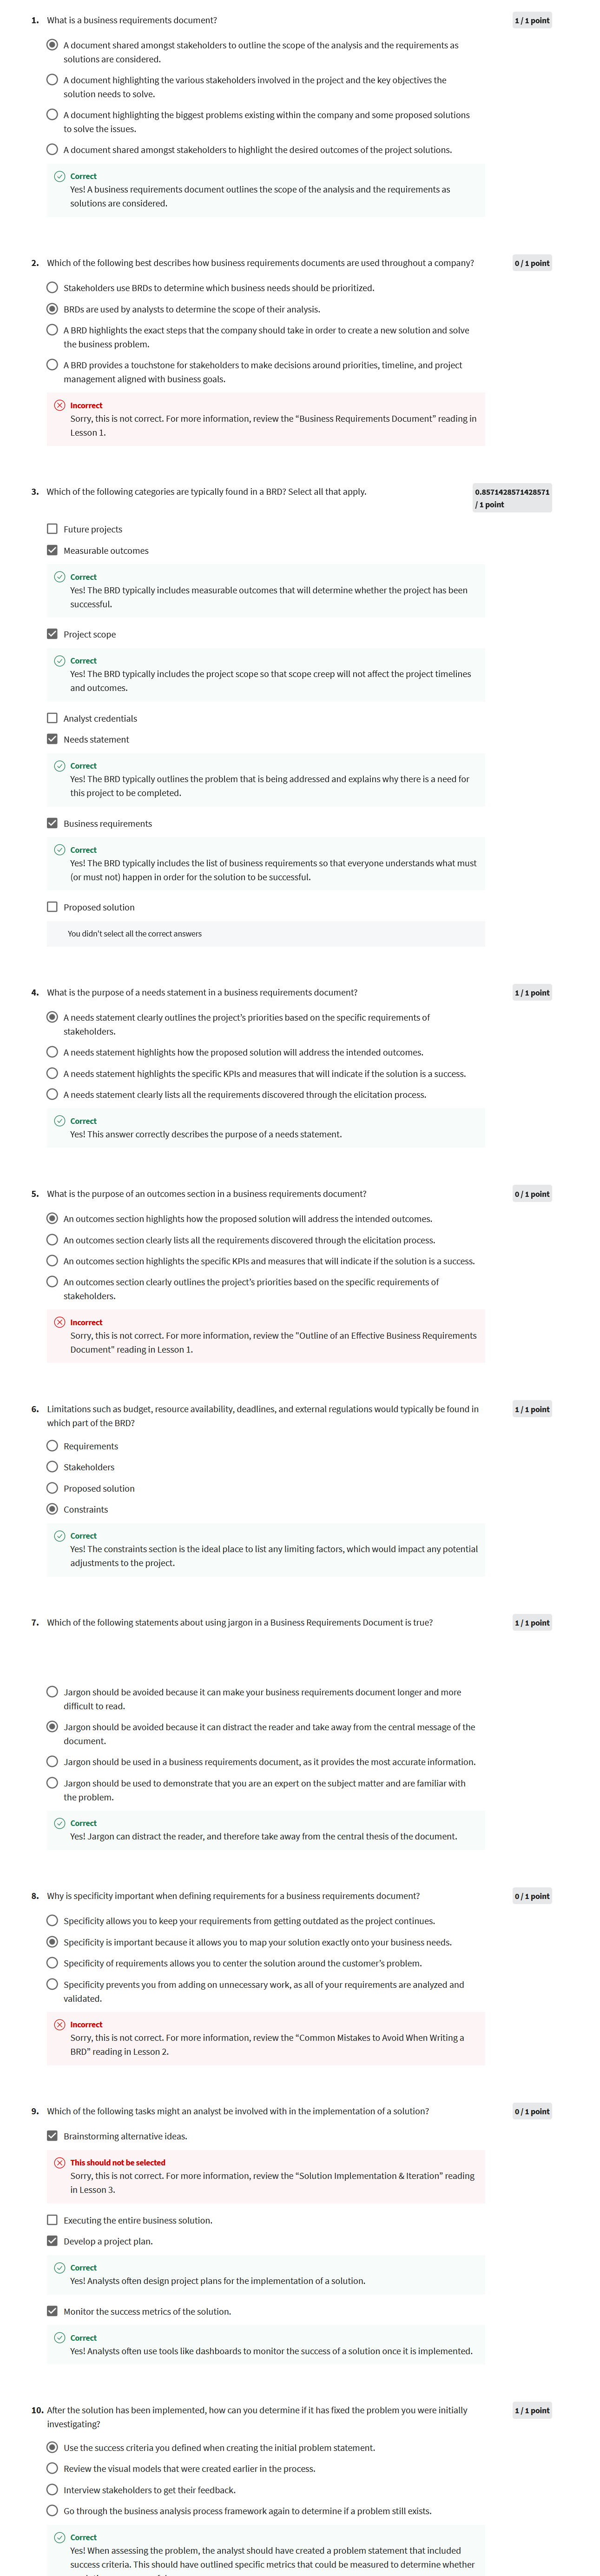 1. What is a business requirements document?
1 / 1 point
A document shared amongst stakeholders to outline the scope of the analysis and the requirements as
solutions are considered.
A document highlighting the various stakeholders involved in the project and the key objectives the
solution needs to solve.
A document highlighting the biggest problems existing within the company and some proposed solutions
to solve the issues.
A document shared amongst stakeholders to highlight the desired outcomes of the project solutions.
Correct
Yes! A business requirements document outlines the scope of the analysis and the requirements as
solutions are considered.
2. Which of the following best describes how business requirements documents are used throughout a company?
0 / 1 point
Stakeholders use BRDs to determine which business needs should be prioritized.
BRDs are used by analysts to determine the scope of their analysis.
A BRD highlights the exact steps that the company should take in order to create a new solution and solve
the business problem.
A BRD provides a touchstone for stakeholders to make decisions around priorities, timeline, and project
management aligned with business goals.
Incorrect
Sorry, this is not correct. For more information, review the “Business Requirements Document” reading in
Lesson 1.
3. Which of the following categories are typically found in a BRD? Select all that apply.
0.8571428571428571
/ 1 point
Future projects
Measurable outcomes
Correct
Yes! The BRD typically includes measurable outcomes that will determine whether the project has been
successful.
Project scope
Correct
Yes! The BRD typically includes the project scope so that scope creep will not affect the project timelines
and outcomes.
Analyst credentials
Needs statement
Correct
Yes! The BRD typically outlines the problem that is being addressed and explains why there is a need for
this project to be completed.
Business requirements
Correct
Yes! The BRD typically includes the list of business requirements so that everyone understands what must
(or must not) happen in order for the solution to be successful.
Proposed solution
You didn't select all the correct answers
4. What is the purpose of a needs statement in a business requirements document?
1 / 1 point
A needs statement clearly outlines the project's priorities based on the specific requirements of
stakeholders.
A needs statement highlights how the proposed solution will address the intended outcomes.
A needs statement highlights the specific KPIs and measures that will indicate if the solution is a success.
A needs statement clearly lists all the requirements discovered through the elicitation process.
Correct
Yes! This answer correctly describes the purpose of a needs statement.
5. What is the purpose of an outcomes section in a business requirements document?
0 / 1 point
An outcomes section highlights how the proposed solution will address the intended outcomes.
An outcomes section clearly lists all the requirements discovered through the elicitation process.
An outcomes section highlights the specific KPIs and measures that will indicate if the solution is a success.
An outcomes section clearly outlines the project's priorities based on the specific requirements of
stakeholders.
Incorrect
Sorry, this is not correct. For more information, review the "Outline of an Effective Business Requirements
Document" reading in Lesson 1.
6. Limitations such as budget, resource availability, deadlines, and external regulations would typically be found in
which part of the BRD?
1 / 1 point
Requirements
Stakeholders
Proposed solution
Constraints
Correct
Yes! The constraints section is the ideal place to list any limiting factors, which would impact any potential
adjustments to the project.
7. Which of the following statements about using jargon in a Business Requirements Document is true?
1 / 1 point
Jargon should be avoided because it can make your business requirements document longer and more
difficult to read.
Jargon should be avoided because it can distract the reader and take away from the central message of the
document.
Jargon should be used in a business requirements document, as it provides the most accurate information.
Jargon should be used to demonstrate that you are an expert on the subject matter and are familiar with
the problem.
Correct
Yes! Jargon can distract the reader, and therefore take away from the central thesis of the document.
8. Why is specificity important when defining requirements for a business requirements document?
0 / 1 point
Specificity allows you to keep your requirements from getting outdated as the project continues.
Specificity is important because it allows you to map your solution exactly onto your business needs.
Specificity of requirements allows you to center the solution around the customer's problem.
Specificity prevents you from adding on unnecessary work, as all of your requirements are analyzed and
validated.
Incorrect
Sorry, this is not correct. For more information, review the “Common Mistakes to Avoid When Writing a
BRD” reading in Lesson 2.
9. Which of the following tasks might an analyst be involved with in the implementation of a solution?
0 / 1 point
Brainstorming alternative ideas.
This should not be selected
Sorry, this is not correct. For more information, review the “Solution Implementation & Iteration” reading
in Lesson 3.
Executing the entire business solution.
Develop a project plan.
Correct
Yes! Analysts often design project plans for the implementation of a solution.
Monitor the success metrics of the solution.
Correct
Yes! Analysts often use tools like dashboards to monitor the success of a solution once it is implemented.
10. After the solution has been implemented, how can you determine if it has fixed the problem you were initially
investigating?
1 / 1 point
Use the success criteria you defined when creating the initial problem statement.
Review the visual models that were created earlier in the process.
Interview stakeholders to get their feedback.
Go through the business analysis process framework again to determine if a problem still exists.
Correct
Yes! When assessing the problem, the analyst should have created a problem statement that included
success criteria. This should have outlined specific metrics that could be measured to determine whether